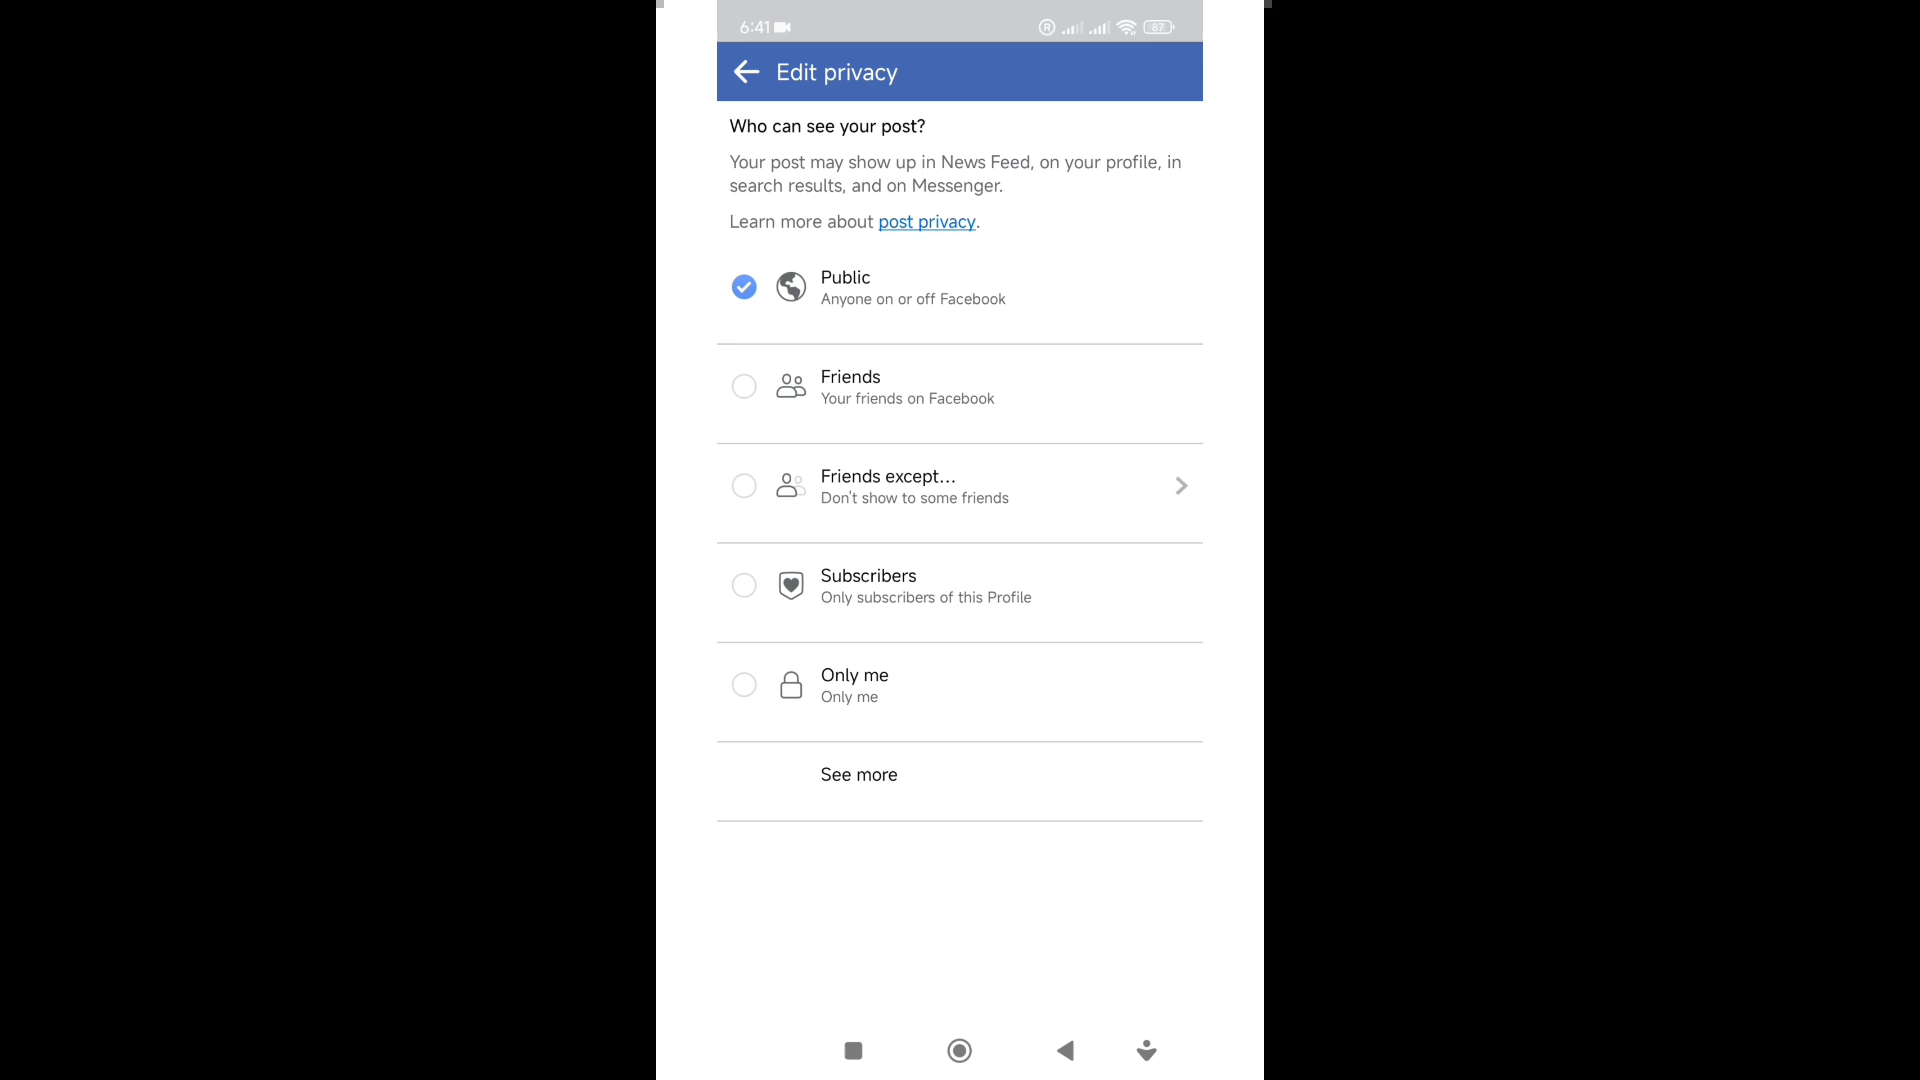 6:41
R
87
Edit privacy
Who can see your post?
Your post may show up in News Feed, on your profile, in
search results, and on Messenger.
Learn more about post privacy.
Public
Anyone on or off Facebook
Friends
Your friends on Facebook
Friends except...
Don't show to some friends
Subscribers
Only subscribers of this Profile
Only me
Only me
See more